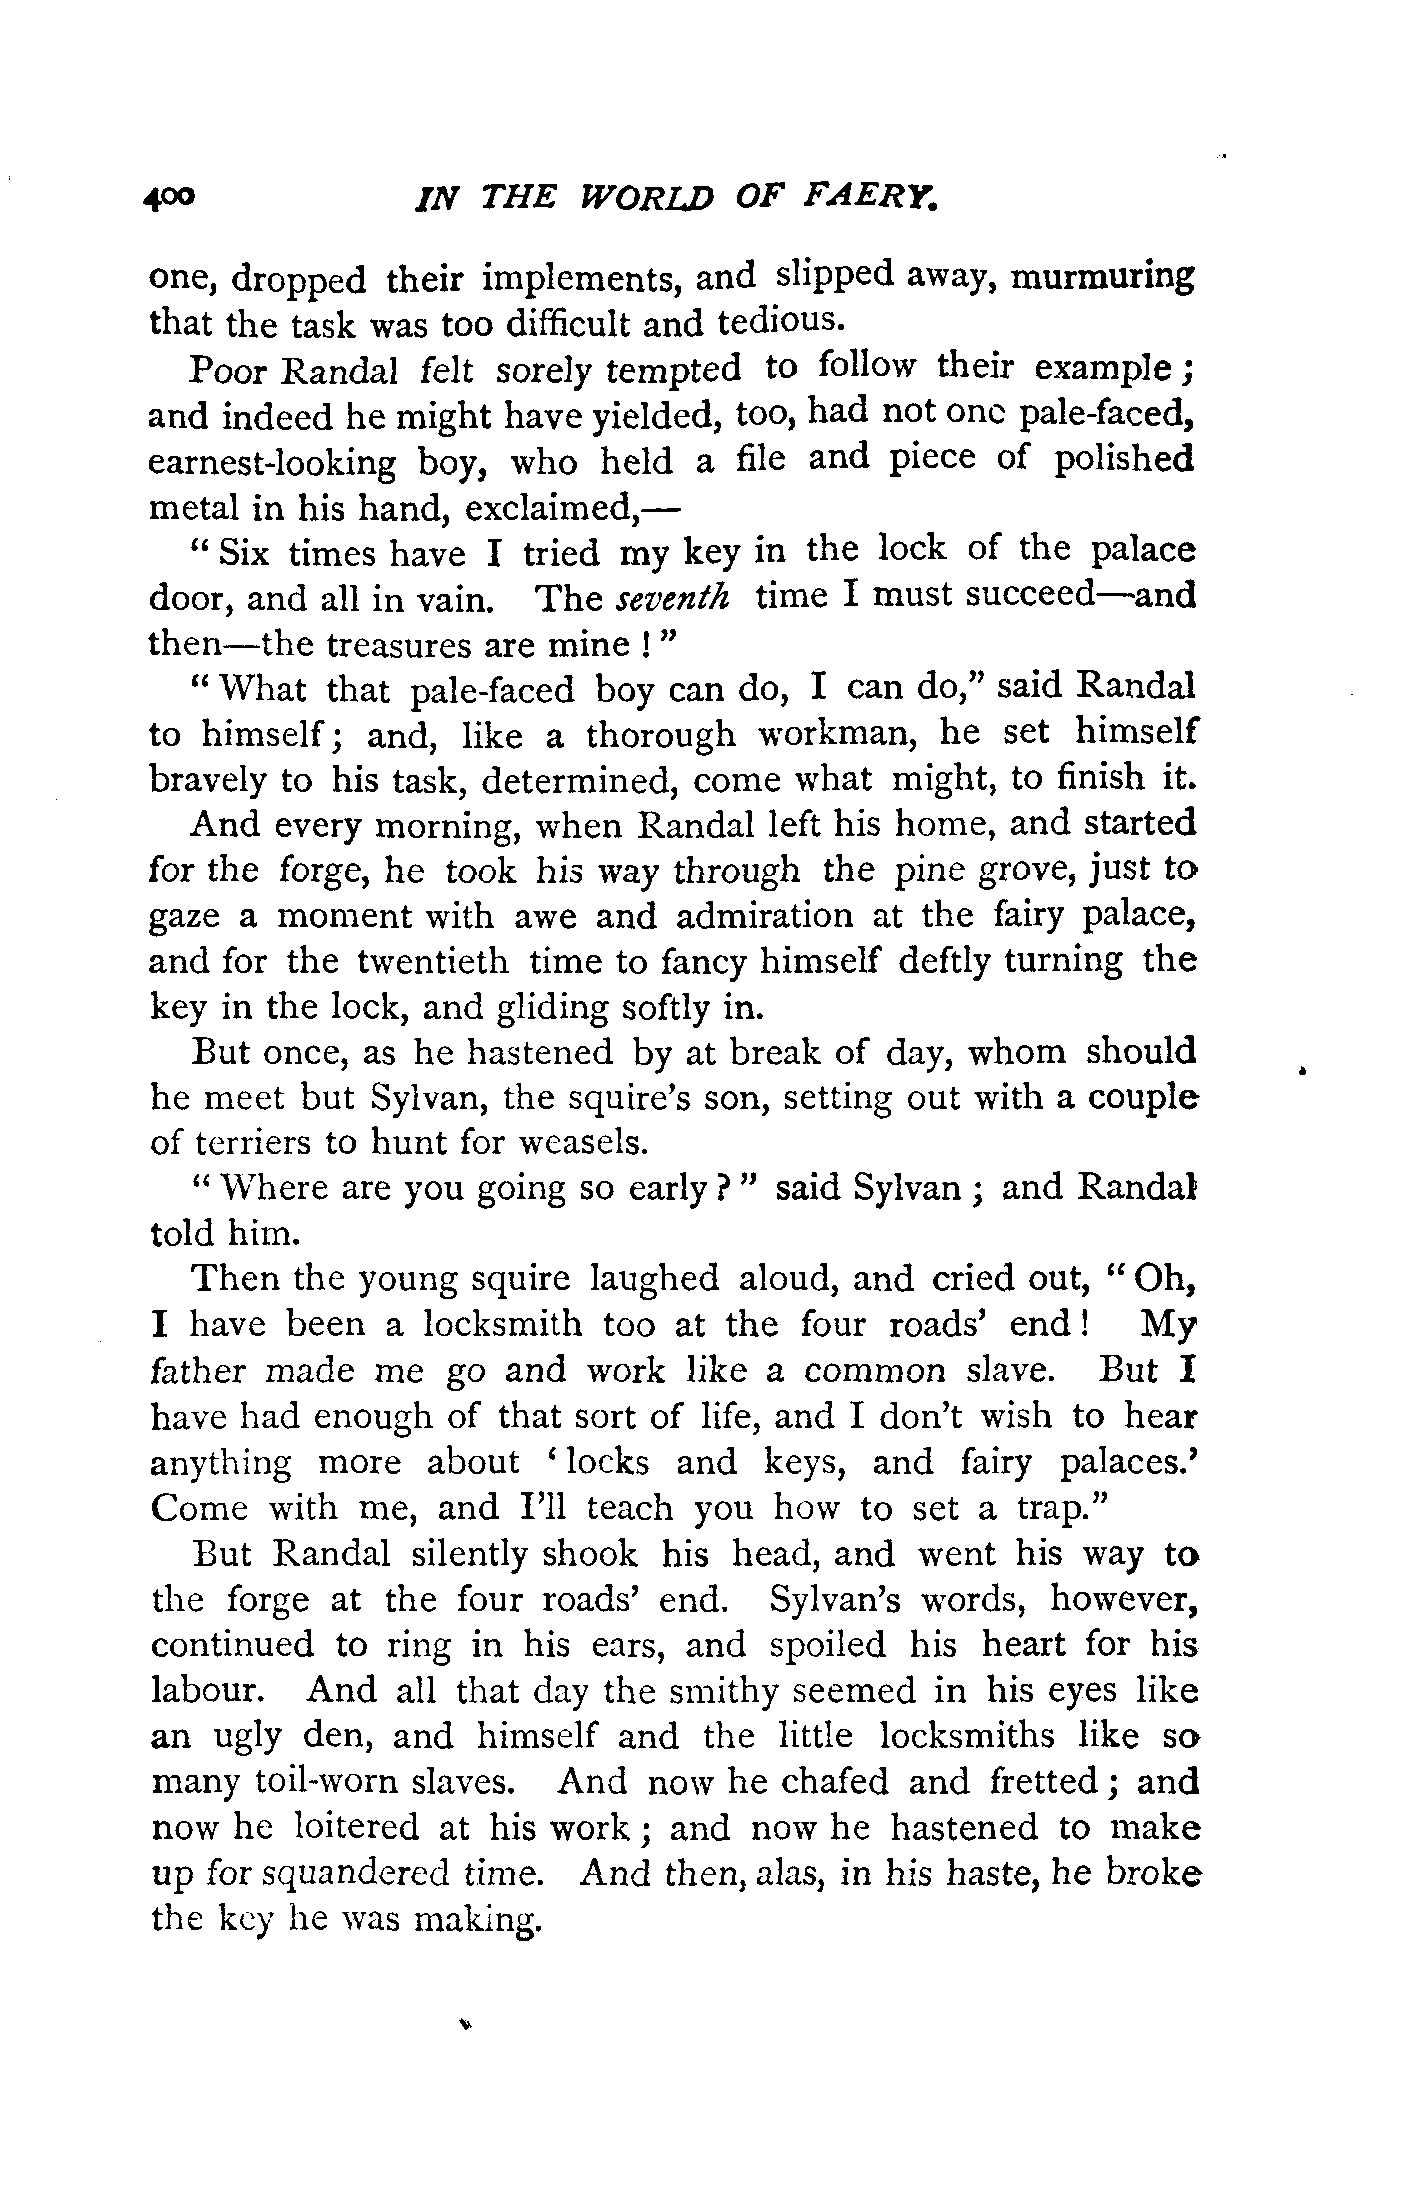 400 IN THE WORLD OF FAERY.
one, dropped their implements, and slipped away, murmuring
that the task was too difficult and tedious.
Poor Randal felt sorely tempted to follow their example ;
and indeed he might have yielded, too, had not one pale-faced,
earnest-looking boy, who held a file and piece of polished
metal in his hand, exclaimed,—
“ Six times have I tried my key in the lock of the palace
door, and all in vain. The seventh time I must succeed—and
then—the treasures are mine ! ”
“ What that pale-faced boy can do, I can do,” said Randal
to himself ; and, like a thorough workman, he set himself
bravely to his task, determined, come what might, to finish it.
And every morning, when Randal left his home, and started
for the forge, he took his way through the pine grove, just to
gaze a moment with awe and admiration at the fairy palace,
and for the twentieth time to fancy himself deftly turning the
key in the lock, and gliding softly in.
But once, as he hastened by at break of day, whom should
he meet but Sylvan, the squire’s son, setting out with a couple
of terriers to hunt for weasels.
“ Where are you going so early ? ” said Sylvan ; and Randal
told him.
Then the young squire laughed aloud, and cried out, “ Oh,
I have been a locksmith too at the four roads’ end ! My
father made me go and work like a common slave. But I
have had enough of that sort of life, and I don’t wish to hear
anything more about ‘ locks and keys, and fairy palaces.’
Come with me, and I’ll teach you how to set a trap.”
But Randal silently shook his head, and went his way to
the forge at the four roads’ end. Sylvan’s words, however,
continued to ring in his ears, and spoiled his heart for his
labour. And all that day the smithy seemed in his eyes like
an ugly den, and himself and the little locksmiths like so
many toil-worn slaves. And now he chafed and fretted ; and
now he loitered at his work ; and now he hastened to make
up for squandered time. And then, alas, in his haste, he broke
the key he was making.